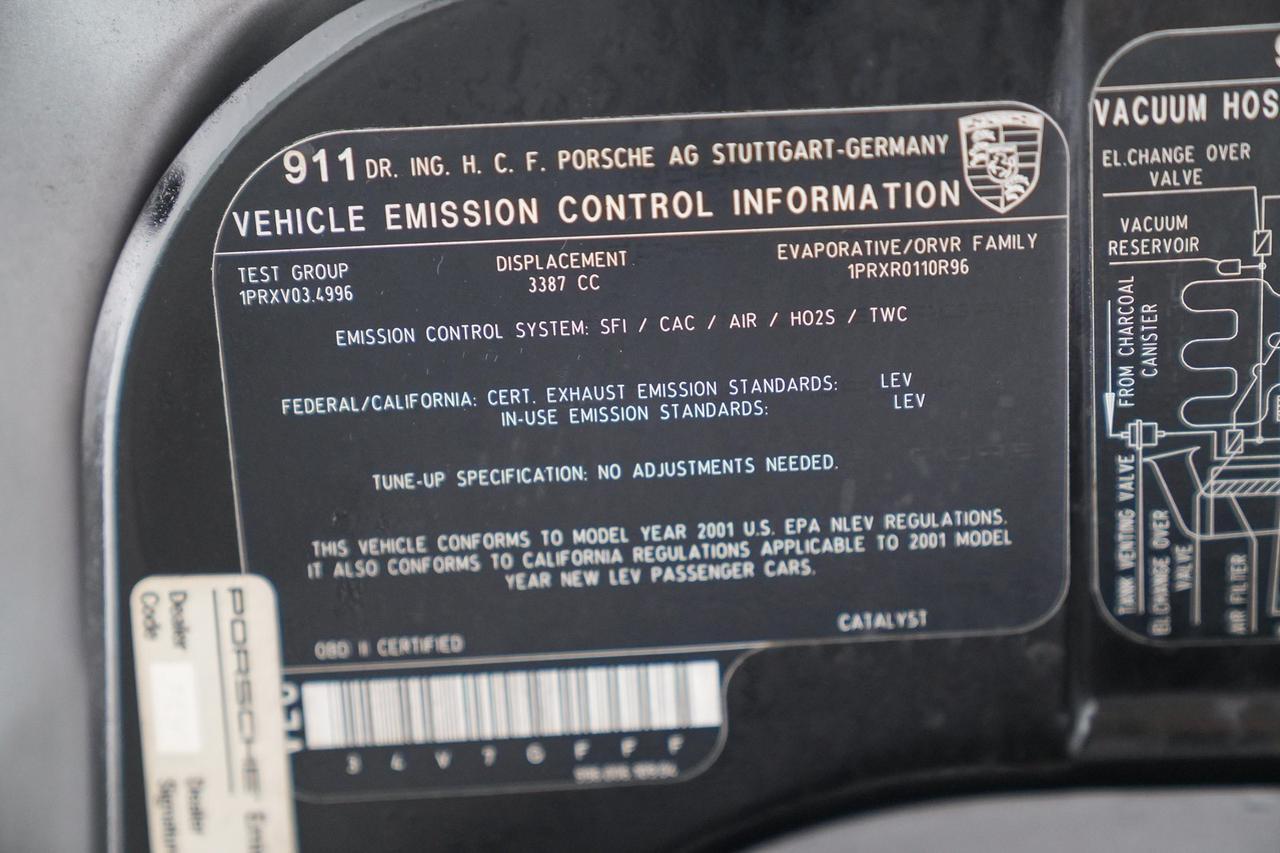 911 DR. ING. H. C. F. PORSCHE AG STUTTGART-GERMANY
VEHICLE EMISSION CONTROL INFORMATION
TEST GROUP
1PRXV03.4996
DISPLACEMENT
3387 CC
EVAPORATIVE/ORVR FAMILY
1PRXR0110R96
EMISSION CONTROL SYSTEM: SFI / CAC / AIR / HO2S / TWC
FEDERAL/CALIFORNIA: CERT. EXHAUST EMISSION STANDARDS: LEV
IN-USE EMISSION STANDARDS: LEV
TUNE-UP SPECIFICATION: NO ADJUSTMENTS NEEDED.
THIS VEHICLE CONFORMS TO MODEL YEAR 2001 U.S. EPA NLEV REGULATIONS.
IT ALSO CONFORMS TO CALIFORNIA REGULATIONS APPLICABLE TO 2001 MODEL
YEAR NEW LEV PASSENGER CARS.
CATALYST
OBD II CERTIFIED
PORSCHE
Dealer
Code
Dealer
VACUUM HOS
EL.CHANGE OVER
VALVE
VACUUM
RESERVOIR
FROM CHARCOAL
CANISTER
TANK VENTING VALVE
EL.CHANGE OVER
VALVE
AIR FILTER